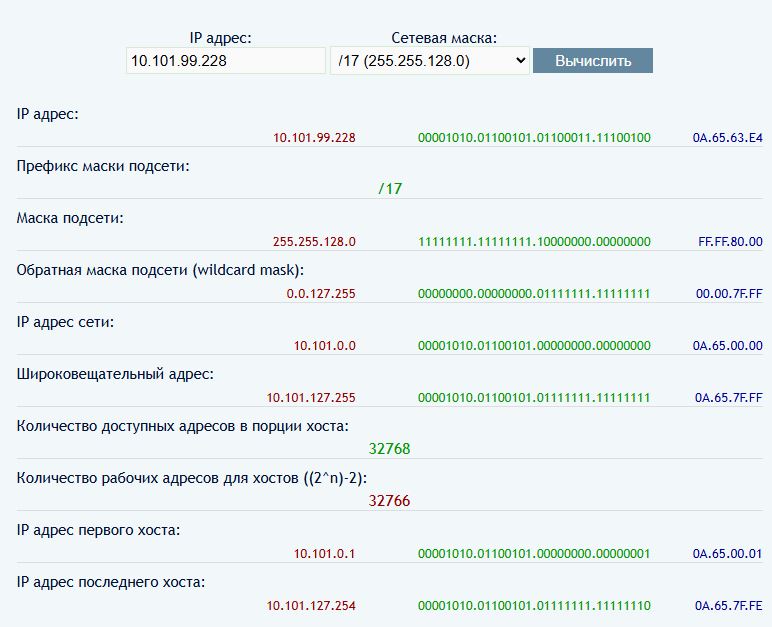 IP адрес: Сетевая маска:
10.101.99.228 /17 (255.255.128.0) Вычислить
IP адрес:
10.101.99.228 00001010.01100101.01100011.11100100 0A.65.63.E4
Префикс маски подсети:
/17
Маска подсети:
255.255.128.0 11111111.11111111.10000000.00000000 FF.FF.80.00
Обратная маска подсети (wildcard mask):
0.0.127.255 00000000.00000000.01111111.11111111 00.00.7F.FF
IP адрес сети:
10.101.0.0 00001010.01100101.00000000.00000000 0A.65.00.00
Широковещательный адрес:
10.101.127.255 00001010.01100101.01111111.11111111 0A.65.7F.FF
Количество доступных адресов в порции хоста:
32768
Количество рабочих адресов для хостов ((2^n)-2):
32766
IP адрес первого хоста:
10.101.0.1 00001010.01100101.00000000.00000001 0A.65.00.01
IP адрес последнего хоста:
10.101.127.254 00001010.01100101.01111111.11111110 0A.65.7F.FE